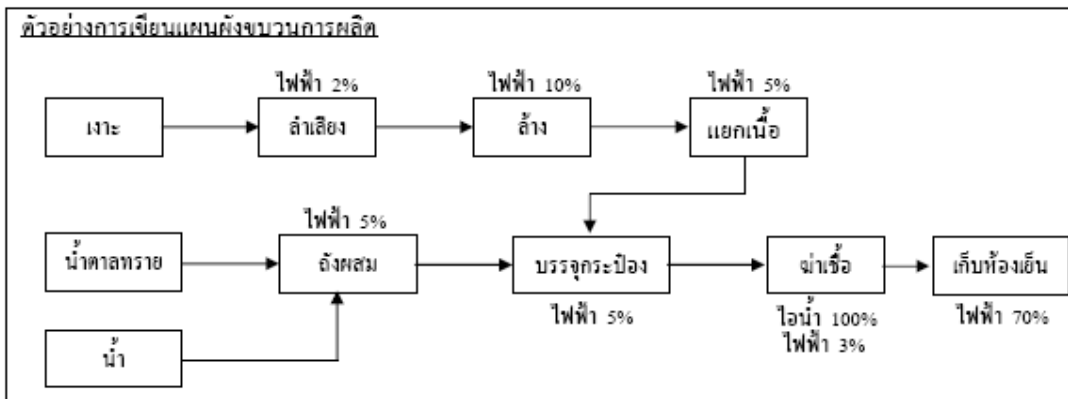 ตัวอย่างการเขียนแผนผังขบวนการผลิต
ไฟฟ้า 2%
ไฟฟ้า 10%
ไฟฟ้า 5%
เงาะ
ลำเลียง
ล้าง
แยกเนื้อ
ไฟฟ้า 5%
น้ำตาลทราย
ถังผสม
บรรจุกระป๋อง
ฆ่าเชื้อ
เก็บห้องเย็น
ไฟฟ้า 5%
ไอน้ำ 100%
ไฟฟ้า 70%
ไฟฟ้า 3%
น้ำ